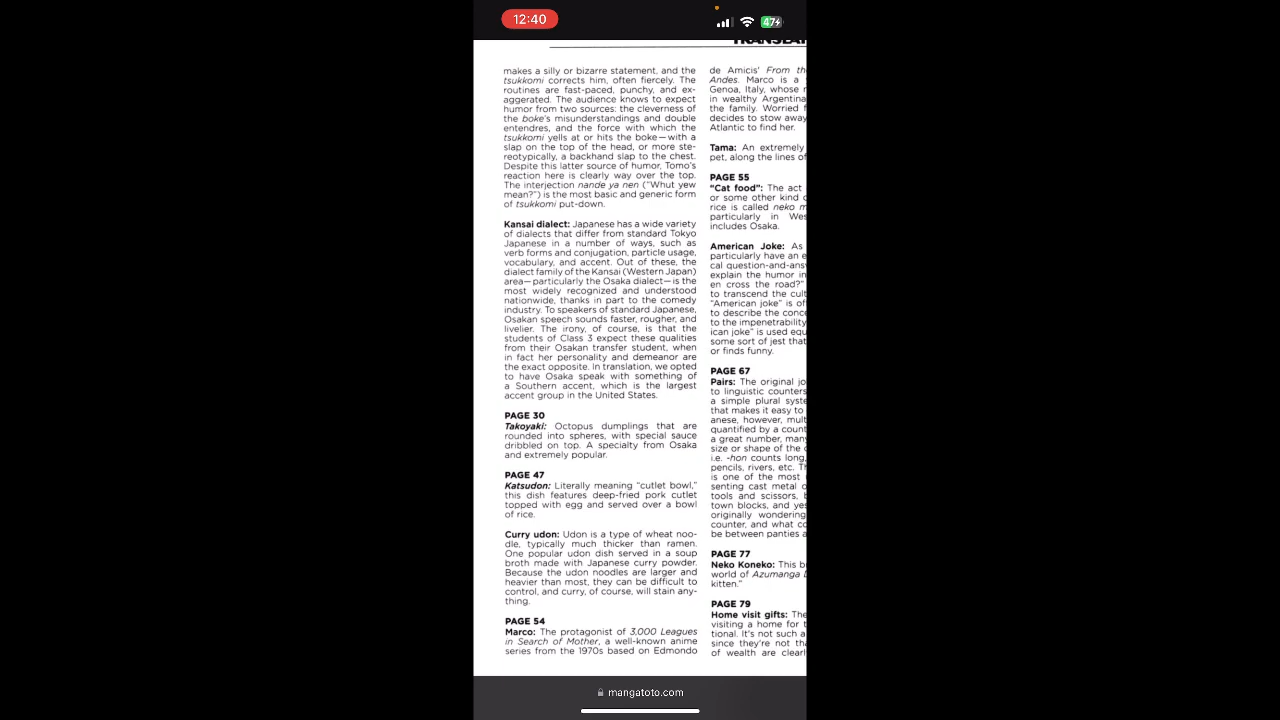 12:40
47
makes a silly or bizarre statement, and the
tsukkomi corrects him, often fiercely. The
routines are fast-paced, punchy, and ex-
aggerated. The audience knows to expect
humor from two sources: the cleverness of
the boke's misunderstandings and double
entendres, and the force with which the
tsukkomi yells at or hits the boke—with a
slap on the top of the head, or more ste-
reotypically, a backhand slap to the chest.
Despite this latter source of humor, Tomo's
reaction here is clearly way over the top.
The interjection nande ya nen ("Whut yew
mean?") is the most basic and generic form
of tsukkomi put-down.
Kansai dialect: Japanese has a wide variety
of dialects that differ from standard Tokyo
Japanese in a number of ways, such as
verb forms and conjugation, particle usage,
vocabulary, and accent. Out of these, the
dialect family of the Kansai (Western Japan)
area—particularly the Osaka dialect—is the
most widely recognized and understood
nationwide, thanks in part to the comedy
industry. To speakers of standard Japanese,
Osakan speech sounds faster, rougher, and
livelier. The irony, of course, is that the
students of Class 3 expect these qualities
from their Osakan transfer student, when
in fact her personality and demeanor are
the exact opposite. In translation, we opted
to have Osaka speak with something of
a Southern accent, which is the largest
accent group in the United States.
PAGE 30
Takoyaki: Octopus dumplings that are
rounded into spheres, with special sauce
dribbled on top. A specialty from Osaka
and extremely popular.
PAGE 47
Katsudon: Literally meaning "cutlet bowl,"
this dish features deep-fried pork cutlet
topped with egg and served over a bowl
of rice.
Curry udon: Udon is a type of wheat noo-
dle, typically much thicker than ramen.
One popular udon dish served in a soup
broth made with Japanese curry powder.
Because the udon noodles are larger and
heavier than most, they can be difficult to
control, and curry, of course, will stain any-
thing.
PAGE 54
Marco: The protagonist of 3,000 Leagues
in Search of Mother, a well-known anime
series from the 1970s based on Edmondo
de Amicis' From the
Andes. Marco is a
Genoa, Italy, whose
in wealthy Argentina
the family. Worried
decides to stow away
Atlantic to find her.
Tama: An extremely
pet, along the lines of
PAGE 55
"Cat food": The act
or some other kind
rice is called neko
particularly in Wes
includes Osaka.
American Joke: As
particularly have an
cal question-and-ans
explain the humor in
en cross the road?"
to transcend the cult
"American joke" is
to describe the conc
to the impenetrability
ican joke" is used equ
some sort of jest that
or finds funny.
PAGE 67
Pairs: The original jo
to linguistic counters
a simple plural syste
that makes it easy to
anese, however, mult
quantified by a count
a great number, many
size or shape of the
i.e. -hon counts long,
pencils, rivers, etc.
is one of the most
senting cast metal
tools and scissors,
town blocks, and yes
originally wondering
counter, and what
be between panties
PAGE 77
Neko Koneko: This
world of Azumanga
kitten."
PAGE 79
Home visit gifts: The
visiting a home for
tional. It's not such a
since they're not
of wealth are clearl
mangatoto.com